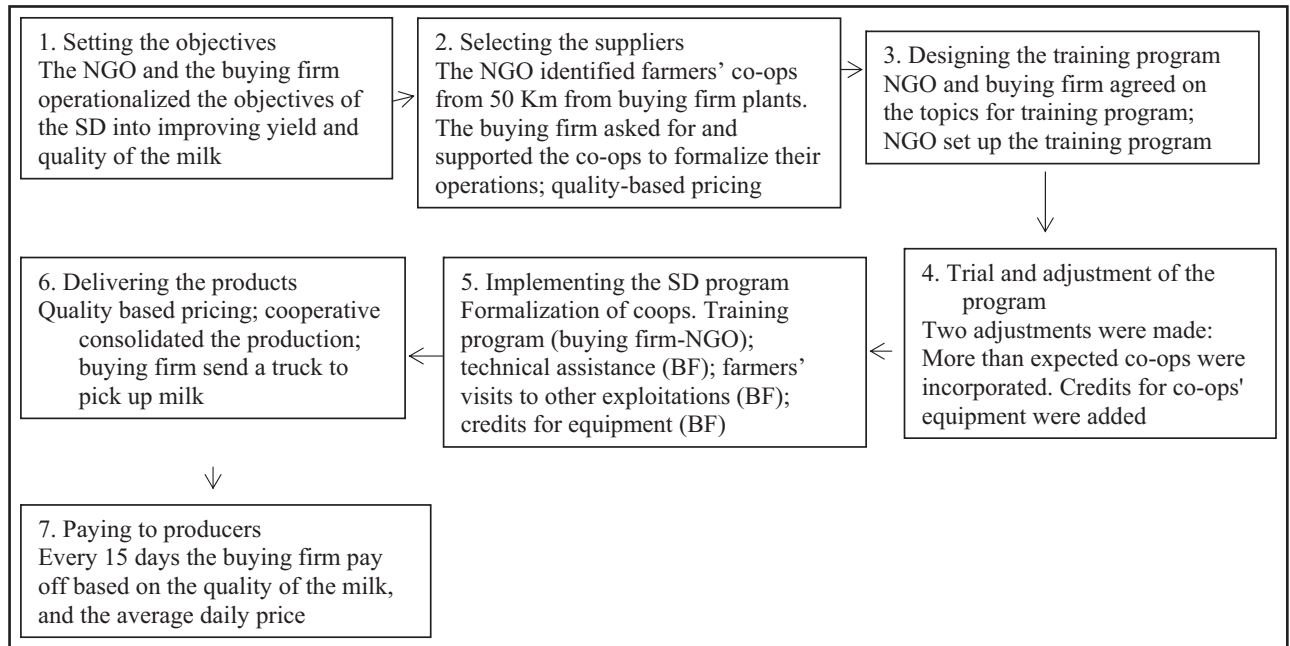 1. Setting the objectives
The NGO and the buying firm
operationalized the objectives of
the SD into improving yield and
quality of the milk
2. Selecting the suppliers
The NGO identified farmers' co-ops
from 50 Km from buying firm plants.
The buying firm asked for and
supported the co-ops to formalize their
operations; quality-based pricing
3. Designing the training program
NGO and buying firm agreed on
the topics for training program;
NGO set up the training program
4. Trial and adjustment of the
program
Two adjustments were made:
More than expected co-ops were
incorporated. Credits for co-ops'
equipment were added
5. Implementing the SD program
Formalization of coops. Training
program (buying firm-NGO);
technical assistance (BF); farmers'
visits to other exploitations (BF);
credits for equipment (BF)
6. Delivering the products
Quality based pricing; cooperative
consolidated the production;
buying firm send a truck to
pick up milk
7. Paying to producers
Every 15 days the buying firm pay
off based on the quality of the milk,
and the average daily price